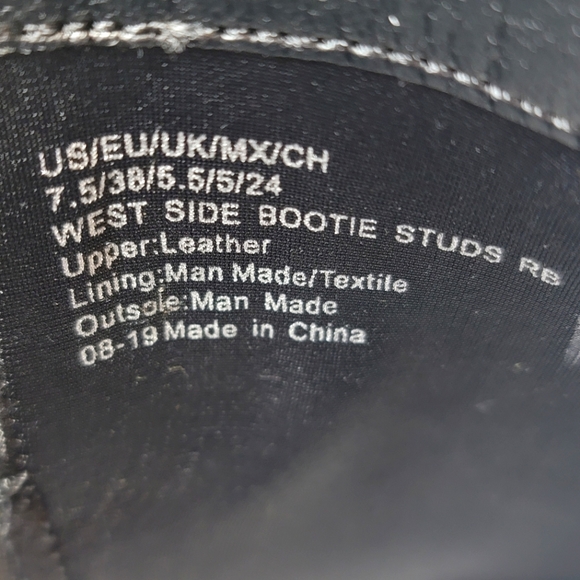 US/EU/UK/MX/CH
7.5/38/5.5/5/24
WEST SIDE BOOTIE STUDS RB
Upper:Leather
Lining:Man Made/Textile
Outsole:Man Made
08-19 Made in China